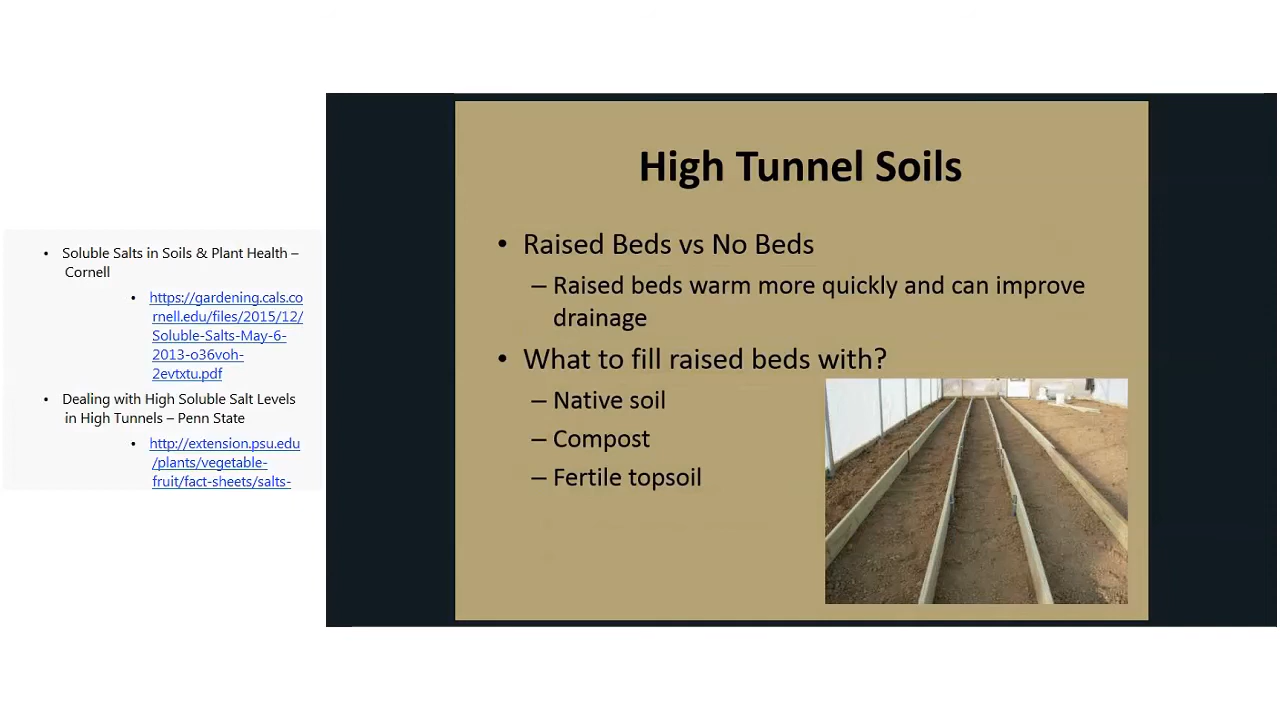 • Soluble Salts in Soils & Plant Health –
Cornell
• https://gardening.cals.co
rnell.edu/files/2015/12/
Soluble-Salts-May-6-
2013-o36voh-
2evtxtu.pdf
• Dealing with High Soluble Salt Levels
in High Tunnels – Penn State
• http://extension.psu.edu
/plants/vegetable-
fruit/fact-sheets/salts-
High Tunnel Soils
• Raised Beds vs No Beds
– Raised beds warm more quickly and can improve
drainage
• What to fill raised beds with?
– Native soil
– Compost
– Fertile topsoil